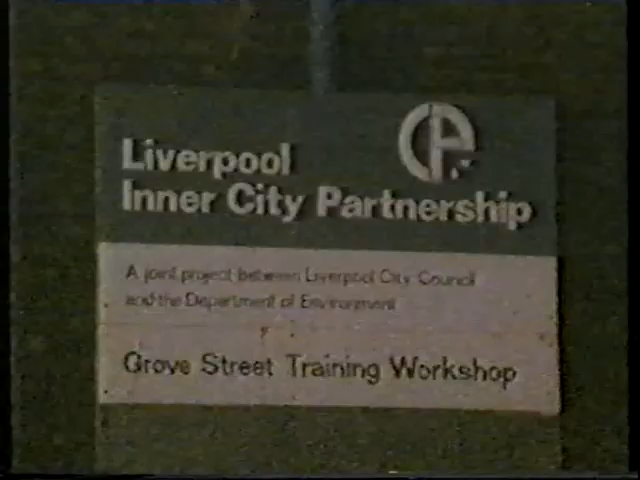 Liverpool
Inner City Partnership
A joint project between Liverpool City Council
and the Department of Environment
Grove Street Training Workshop